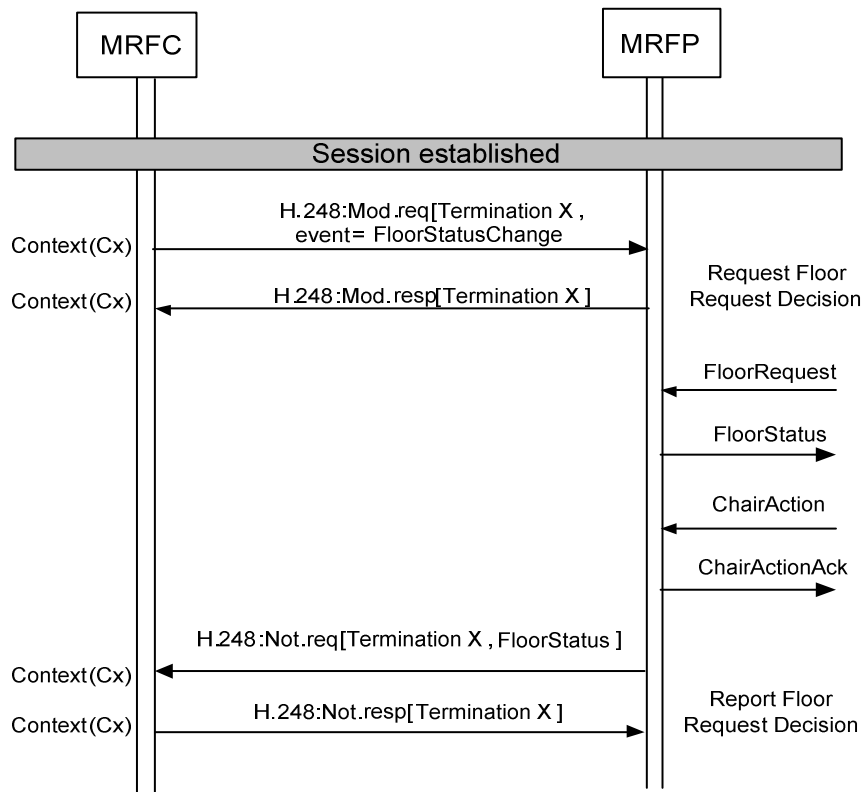 MRFC
MRFP
Session established
H.248:Mod.req[Termination X ,
event= FloorStatusChange
Context(Cx)
Request Floor
Request Decision
Context(Cx)
H.248:Mod.resp[Termination X ]
FloorRequest
FloorStatus
ChairAction
ChairActionAck
H.248:Not.req[Termination X , FloorStatus ]
Context(Cx)
Context(Cx)
H.248:Not.resp[Termination X ]
Report Floor
Request Decision